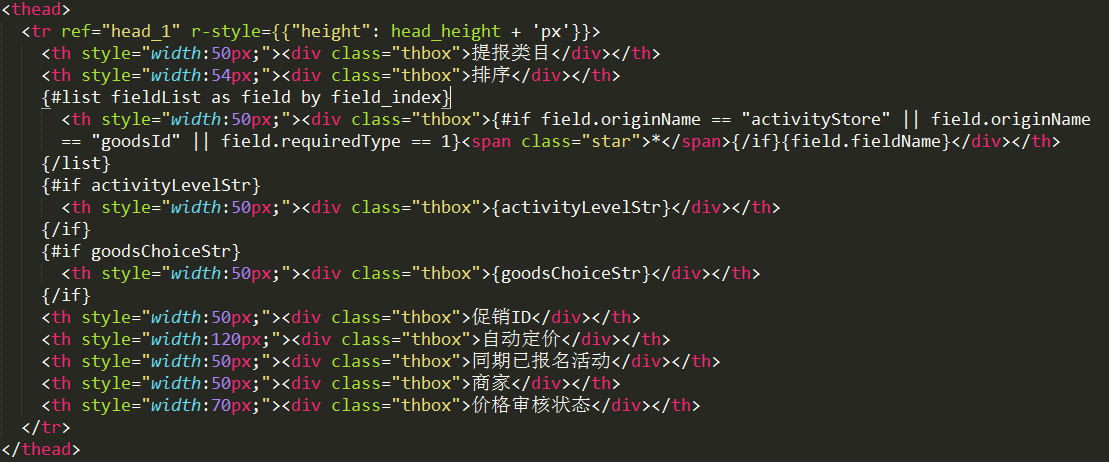 <thead>
<tr ref="head_1" r-style={{"height": head_height + 'px'}}>
<th style="width:50px;"><div class="thbox">提报类目</div></th>
<th style="width:54px;"><div class="thbox">排序</div></th>
{#list fieldList as field by field_index}
<th style="width:50px;"><div class="thbox">{#if field.originName == "activityStore" || field.originName
== "goodsId" || field.requiredType == 1}<span class="star">*</span>{/if}{field.fieldName}</div></th>
{/list}
{#if activityLevelStr}
<th style="width:50px;"><div class="thbox">{activityLevelStr}</div></th>
{/if}
{#if goodsChoiceStr}
<th style="width:50px;"><div class="thbox">{goodsChoiceStr}</div></th>
{/if}
<th style="width:50px;"><div class="thbox">促销ID</div></th>
<th style="width:120px;"><div class="thbox">自动定价</div></th>
<th style="width:50px;"><div class="thbox">同期已报名活动</div></th>
<th style="width:50px;"><div class="thbox">商家</div></th>
<th style="width:70px;"><div class="thbox">价格审核状态</div></th>
</tr>
</thead>